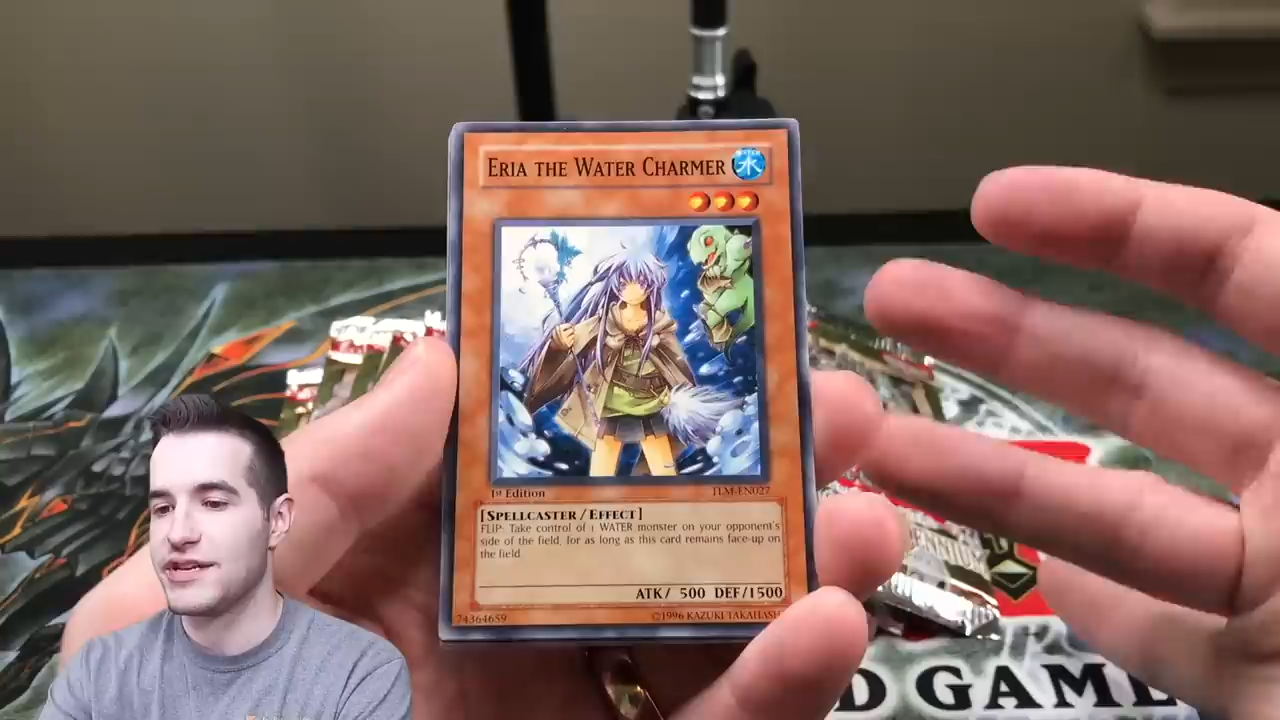 ERIA THE WATER CHARMER
WATER
水
1st Edition
TLM-EN027
[SPELLCASTER / EFFECT]
FLIP: Take control of 1 WATER monster on your opponent's
side of the field, for as long as this card remains face-up on
the field.
ATK/ 500 DEF/1500
74364659
©1996 KAZUKI TAKAHASHI
D GAME